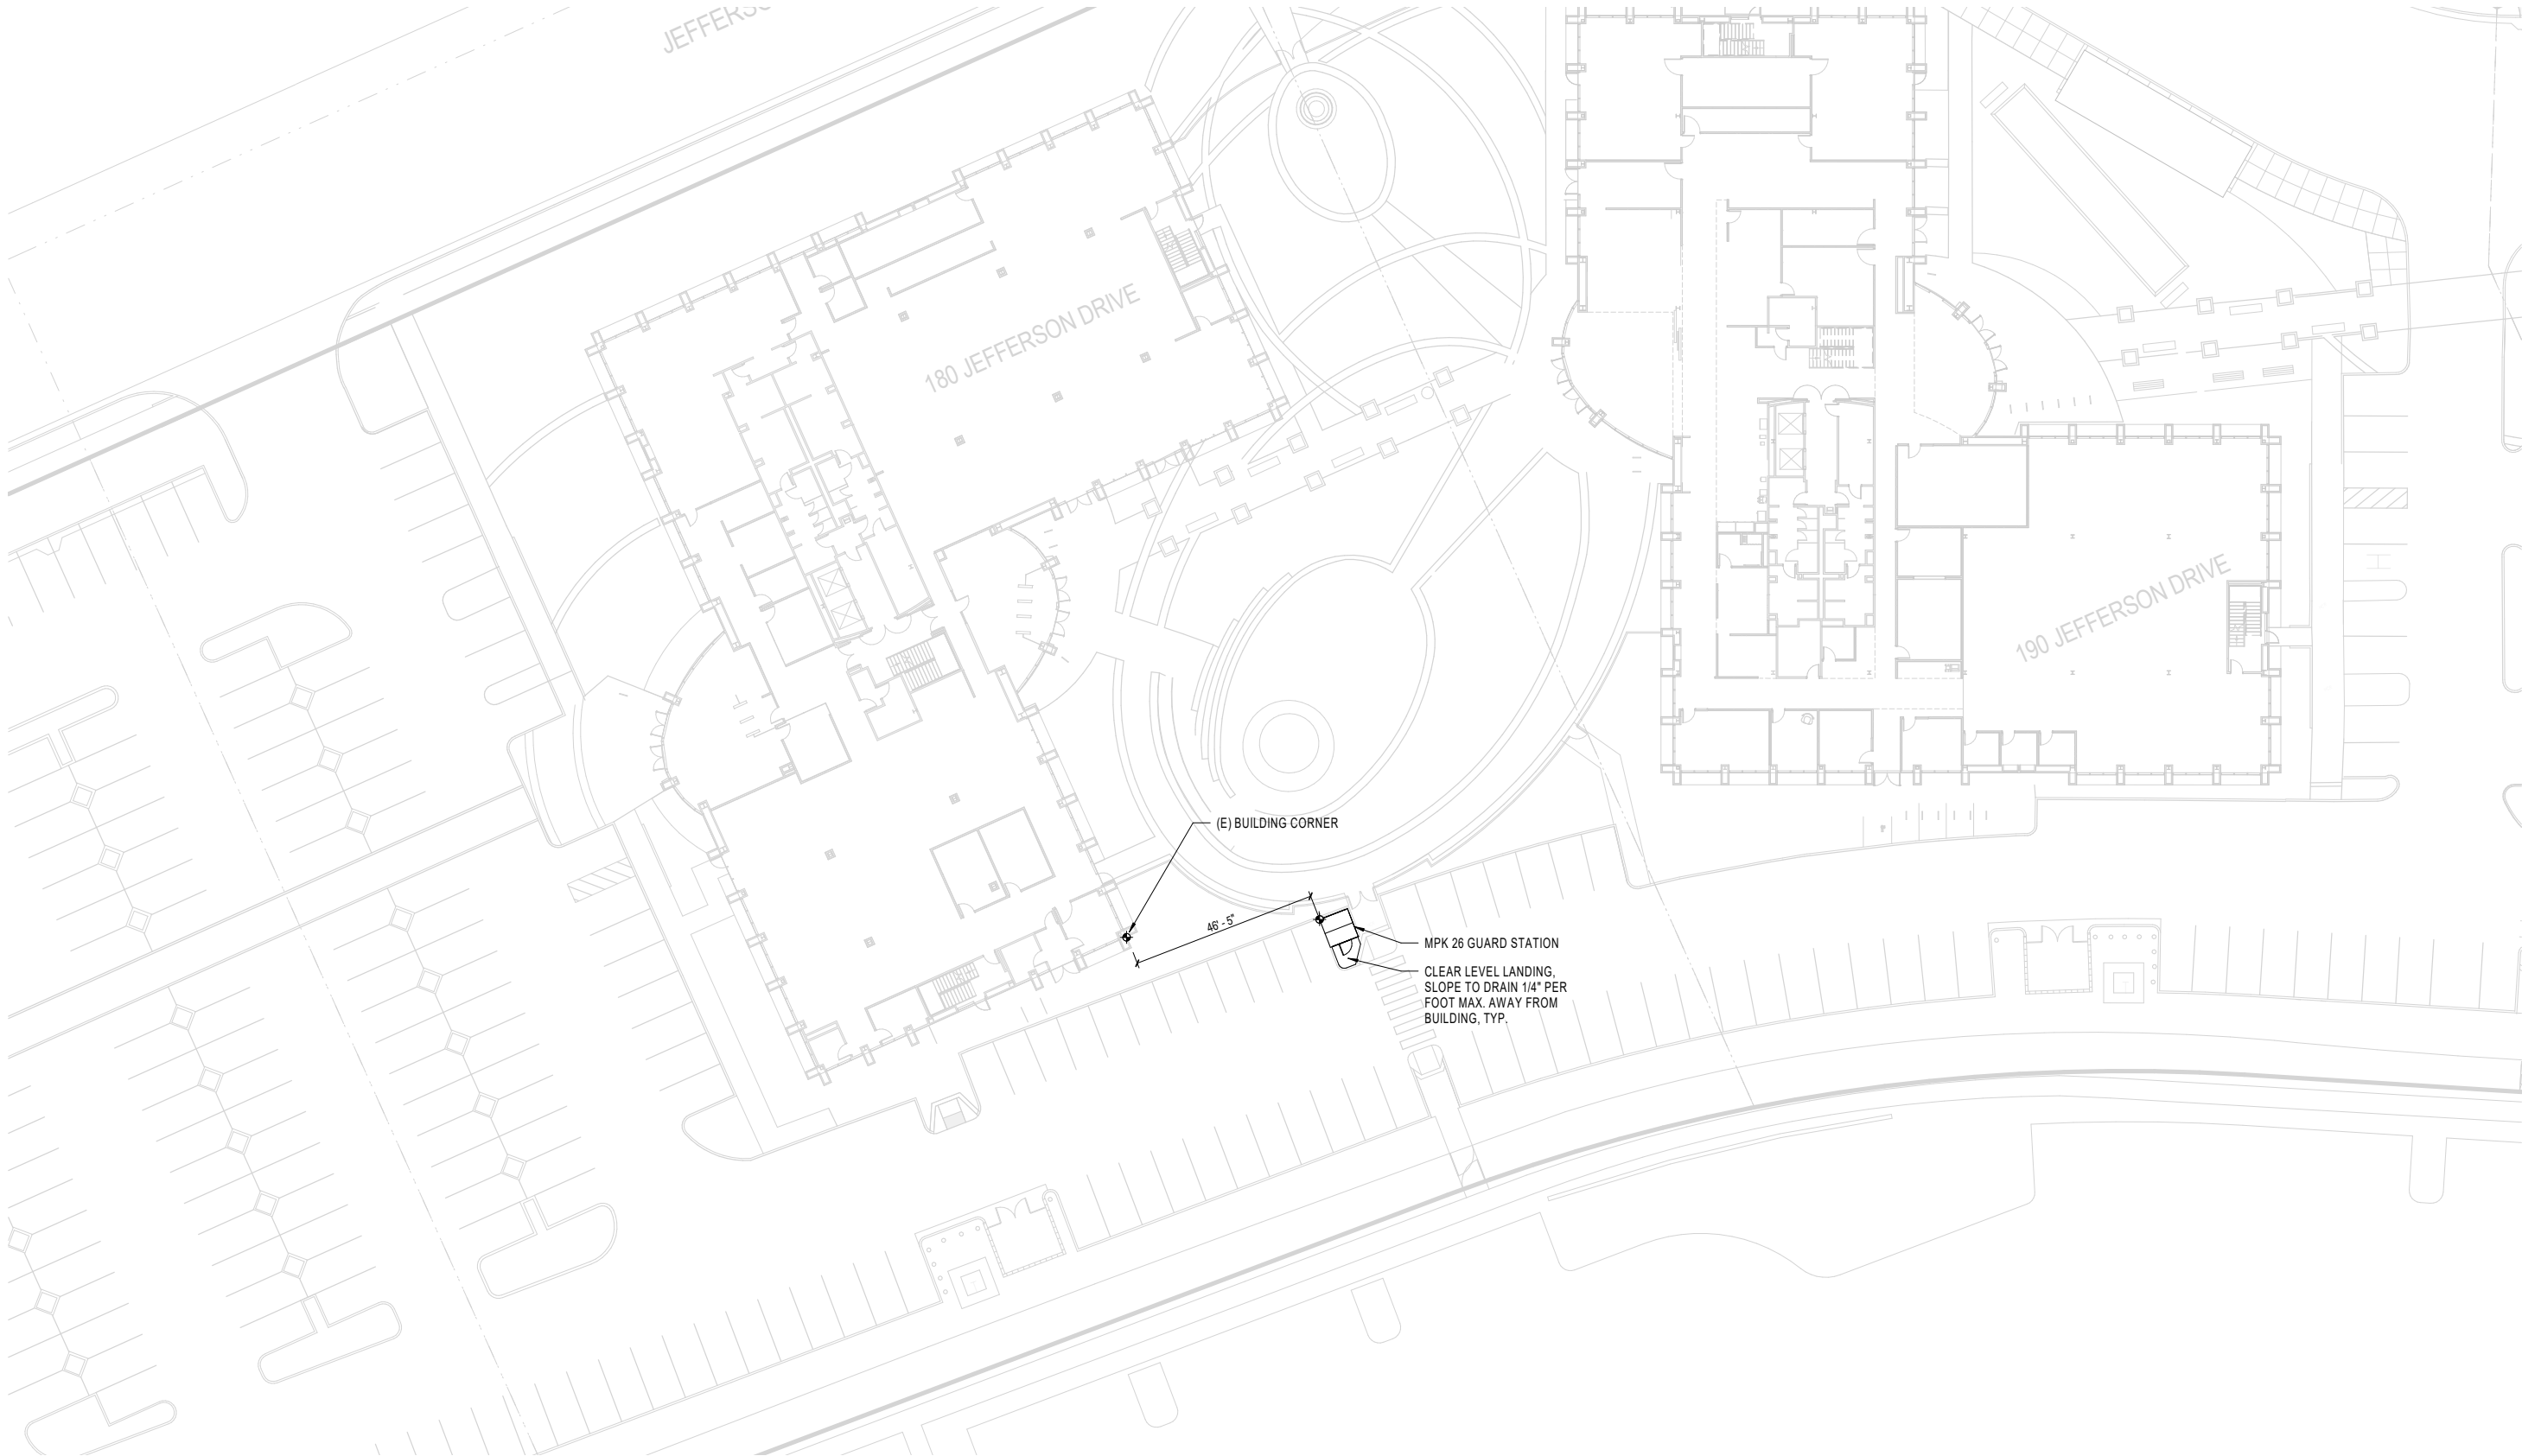 180 JEFFERSON DRIVE
190 JEFFERSON DRIVE
(E) BUILDING CORNER
46' - 5"
MPK 26 GUARD STATION
CLEAR LEVEL LANDING,
SLOPE TO DRAIN 1/4" PER
FOOT MAX. AWAY FROM
BUILDING, TYP.